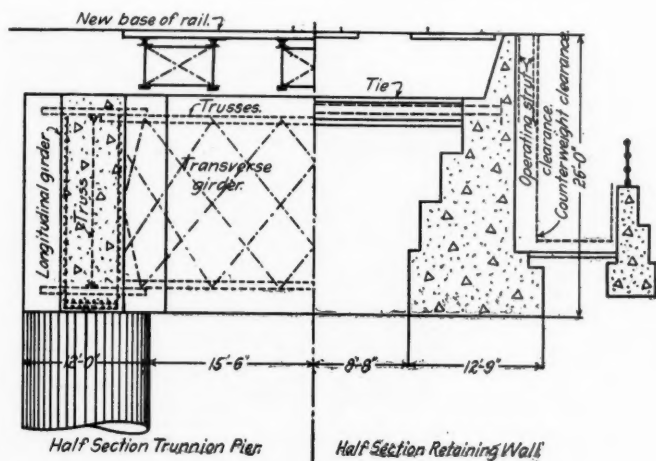 New base of rail.
Tie
Trusses.
Longitudinal girder.
Truss
Transverse
girder.
Operating strut
clearance.
Counterweight clearance.
26'-0"
12'-0"
15'-6"
8'-8"
12'-9"
Half Section Trunnion Pier
Half Section Retaining Wall